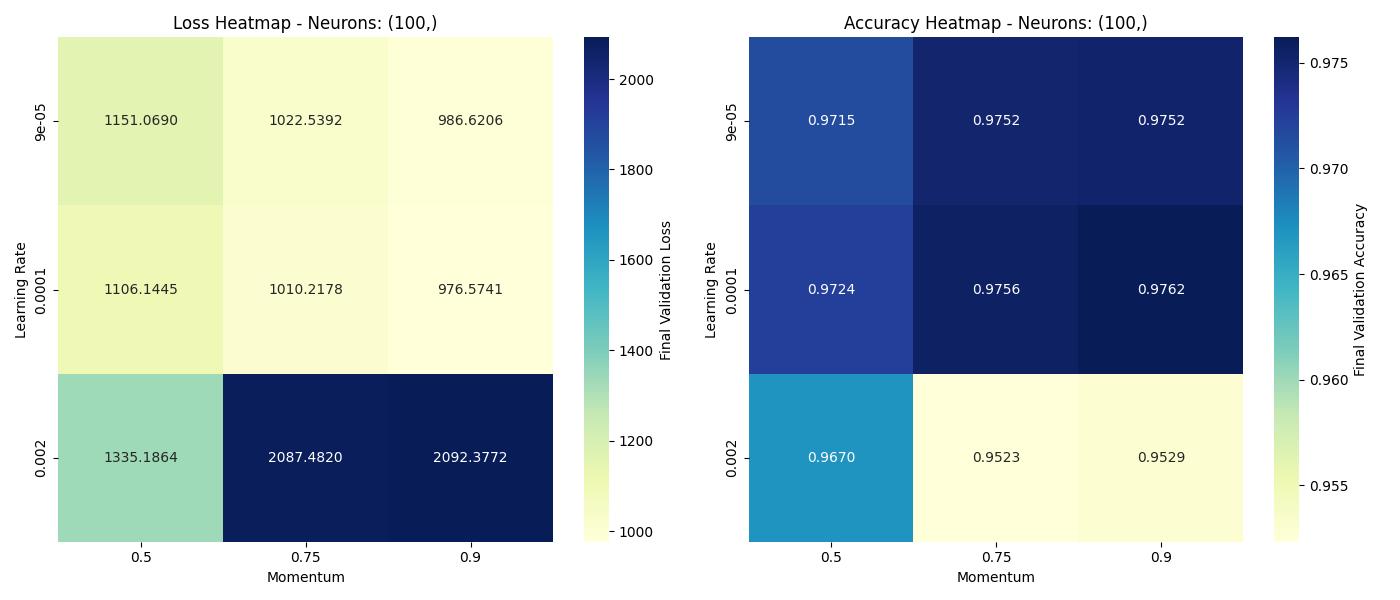 Loss Heatmap - Neurons: (100,)
Learning Rate
9e-05
0.0001
0.002
1151.0690 1022.5392 986.6206
1106.1445 1010.2178 976.5741
1335.1864 2087.4820 2092.3772
0.5 0.75 0.9
Momentum
2000
1800
1600
1400
1200
1000
Final Validation Loss
Accuracy Heatmap - Neurons: (100,)
Learning Rate
9e-05
0.0001
0.002
0.9715 0.9752 0.9752
0.9724 0.9756 0.9762
0.9670 0.9523 0.9529
0.5 0.75 0.9
Momentum
0.975
0.970
0.965
0.960
0.955
Final Validation Accuracy